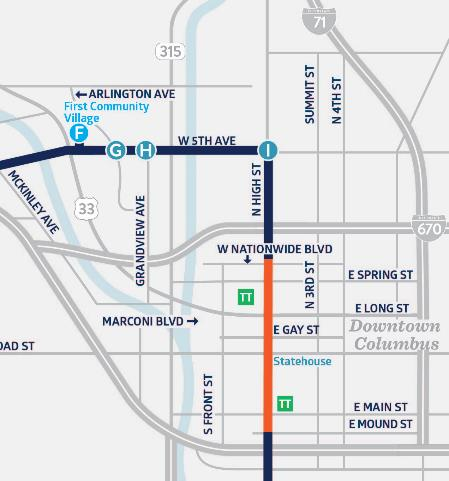 INTERSTATE
71
315
← ARLINGTON AVE
First Community
Village
F
SUMMIT ST
N 4TH ST
W 5TH AVE
G
H
I
MCKINLEY AVE
33
GRANDVIEW AVE
N HIGH ST
INTERSTATE
670
W NATIONWIDE BLVD
↓
E SPRING ST
N 3RD ST
TT
E LONG ST
MARCONI BLVD →
E GAY ST
Downtown
Columbus
OAD ST
Statehouse
S FRONT ST
TT
E MAIN ST
E MOUND ST